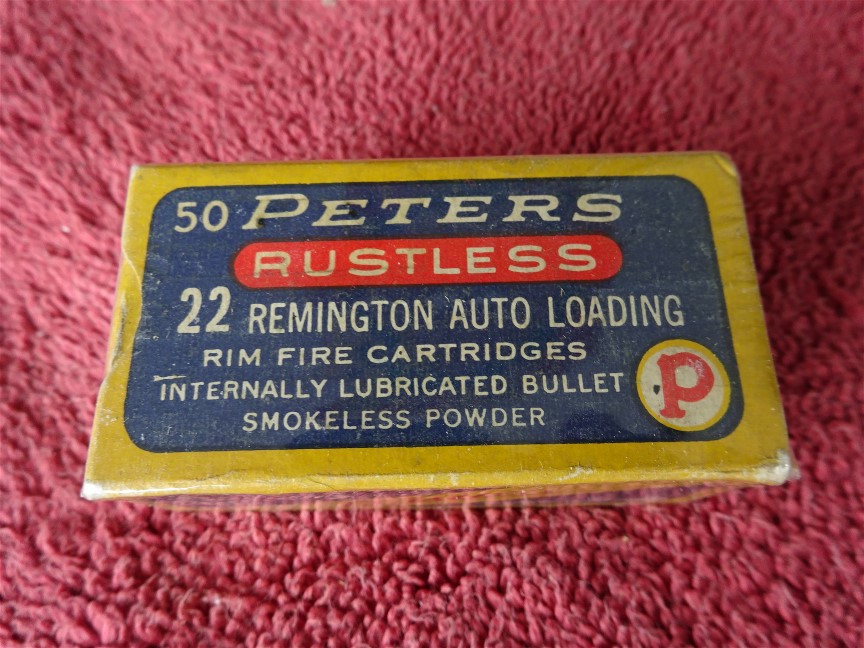 50 PETERS
RUSTLESS
22 REMINGTON AUTO LOADING
RIM FIRE CARTRIDGES
INTERNALLY LUBRICATED BULLET
SMOKELESS POWDER
P